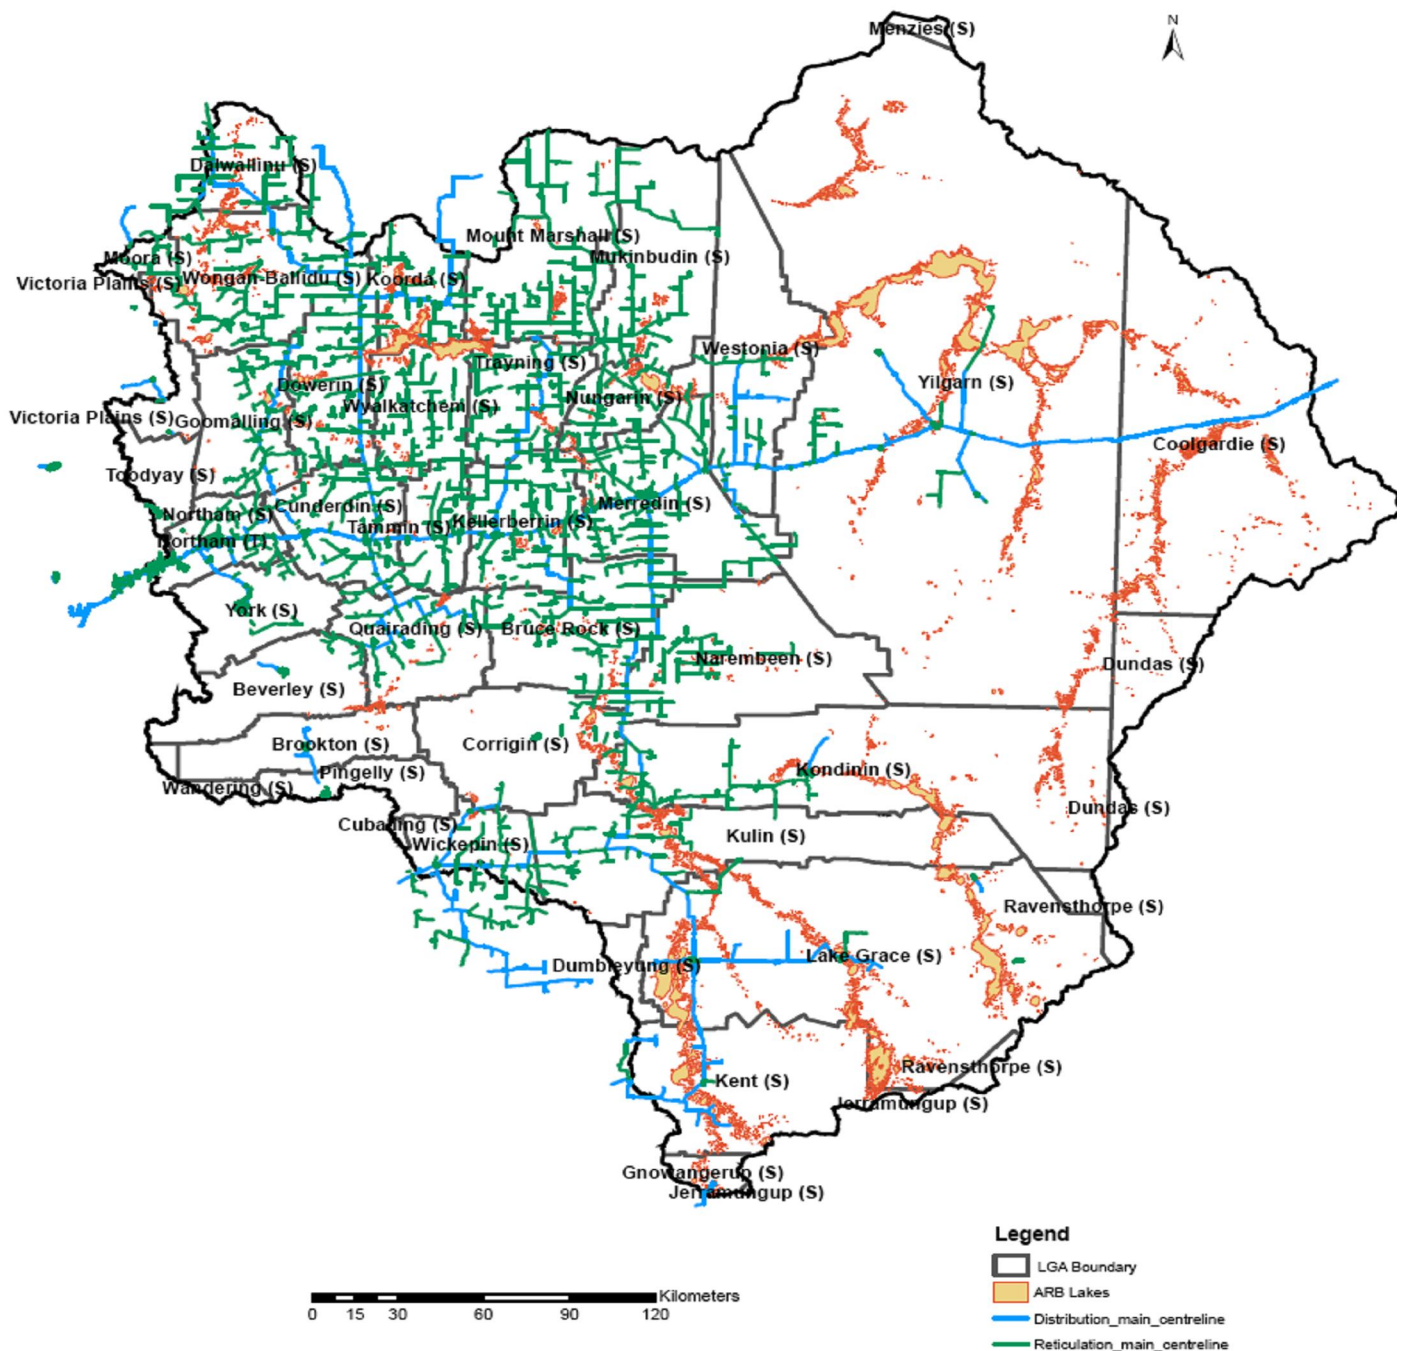 N
Menzies (S)
Dalwallinu (S)
Mount Marshall (S)
Mukinbudin (S)
Moora (S)
Victoria Plains (S)
Wongan-Ballidu (S)
Koorda (S)
Westonia (S)
Trayning (S)
Yilgarn (S)
Dowerin (S)
Nungarin (S)
Wyalkatchem (S)
Victoria Plains (S)
Goomalling (S)
Coolgardie (S)
Toodyay (S)
Merredin (S)
Cunderdin (S)
Northam (S)
Tammin (S)
Kellerberrin (S)
Northam (T)
York (S)
Quairading (S)
Bruce Rock (S)
Narembeen (S)
Dundas (S)
Beverley (S)
Brookton (S)
Corrigin (S)
Pingelly (S)
Kondinin (S)
Wandering (S)
Dundas (S)
Cuballing (S)
Kulin (S)
Wickepin (S)
Ravensthorpe (S)
Lake Grace (S)
Dumbleyung (S)
Ravensthorpe (S)
Kent (S)
Jerramungup (S)
Gnowangerup (S)
Jerramungup (S)
Legend
LGA Boundary
ARB Lakes
Distribution_main_centreline
Reticulation_main_centreline
Kilometers
0 15 30 60 90 120